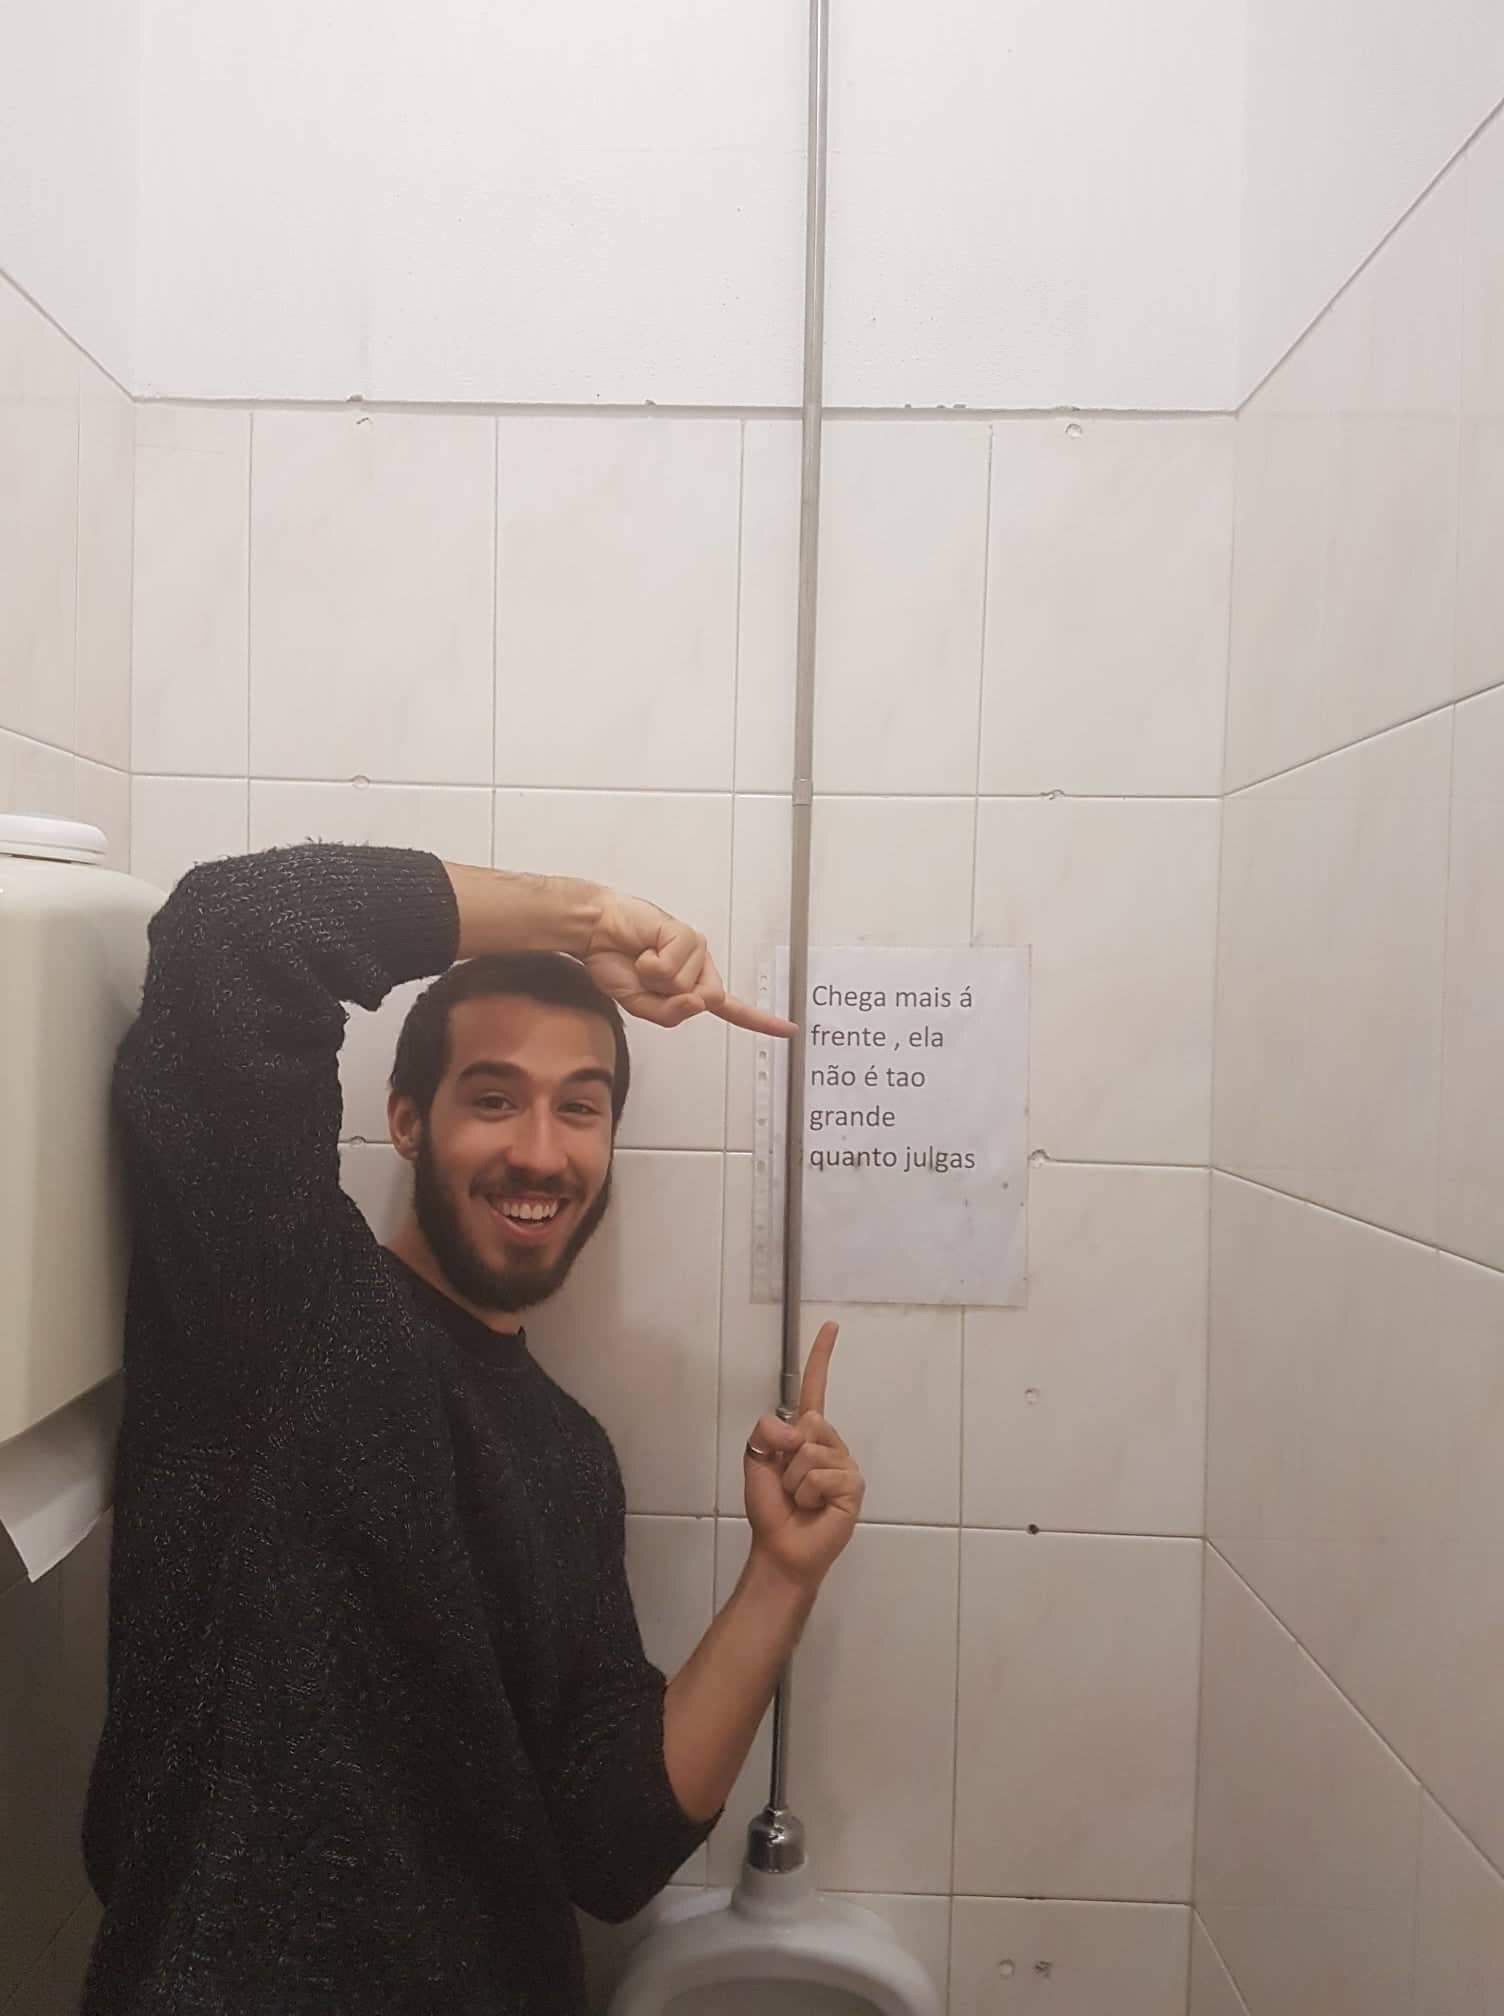 Chega mais á
frente , ela
não é tao
grande
quanto julgas